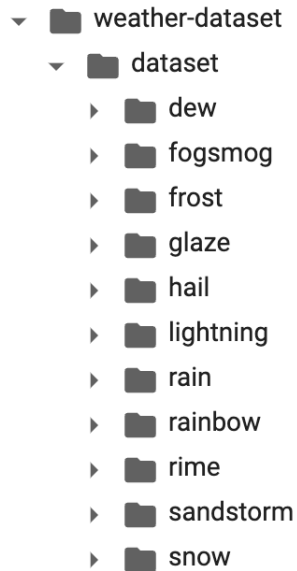 weather-dataset
dataset
dew
fogsmog
frost
glaze
hail
lightning
rain
rainbow
rime
sandstorm
snow